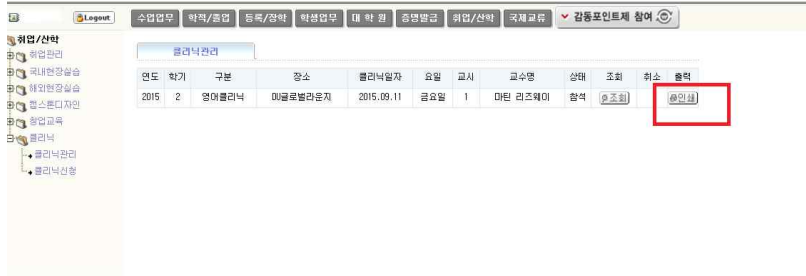 Logout
수업업무 학적/졸업 등록/장학 학생업무 대 학 원 증명발급 취업/산학 국제교류 감동포인트제 참여
취업/산학
취업관리
국내현장실습
해외현장실습
캡스톤디자인
창업교육
클리닉
클리닉관리
클리닉신청
클리닉관리
연도 학기 구분 장소 클리닉일자 요일 교시 교수명 상태 조회 취소 출력
2015 2 영어클리닉 DU글로벌라운지 2015.09.11 금요일 1 마틴 리즈웨이 참석 조회 인쇄